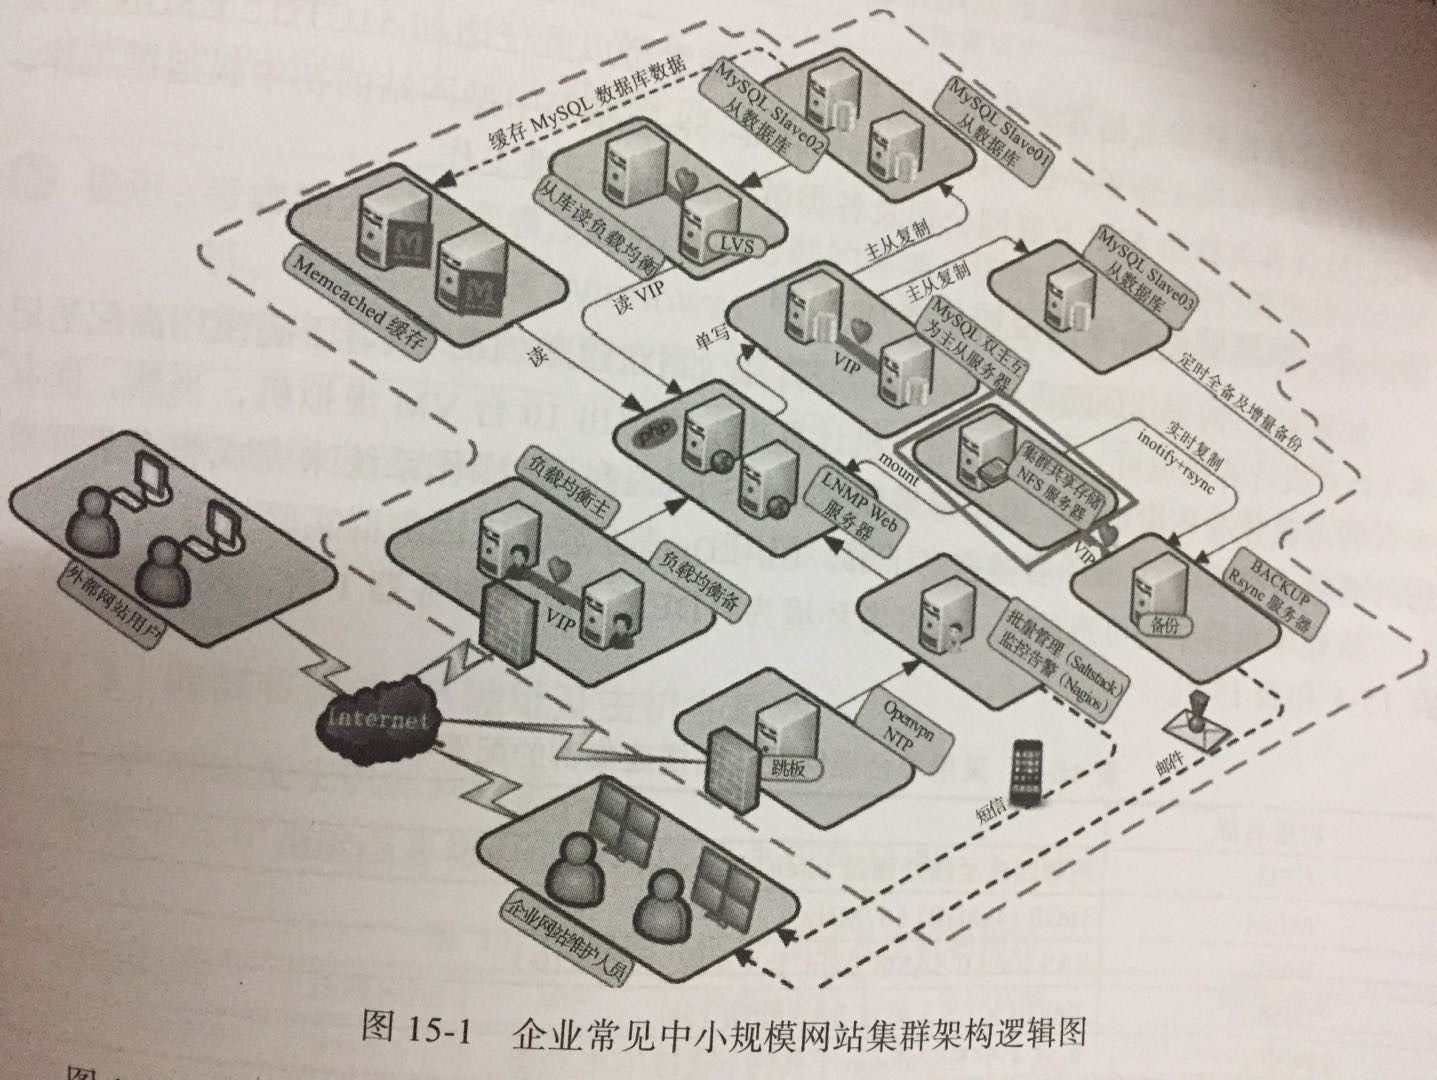 缓存 MySQL 数据库数据
MySQL Slave02
从数据库
MySQL Slave01
从数据库
从库读负载均衡
LVS
Memcached 缓存
M
M
主从复制
主从复制
MySQL Slave03
从数据库
读 VIP
读
单写
MySQL 双主互
为主从服务器
VIP
定时全备及增量备份
实时复制
inotify+rsync
php
mount
集群共享存储
NFS 服务器
LNMP Web
服务器
负载均衡主
负载均衡备
VIP
VIP
外部网站用户
BACKUP
Rsync 服务器
备份
批量管理（Saltstack）
监控告警（Nagios）
Internet
Openvpn
NTP
跳板
邮件
短信
企业网站维护人员
图 15-1 企业常见中小规模网站集群架构逻辑图